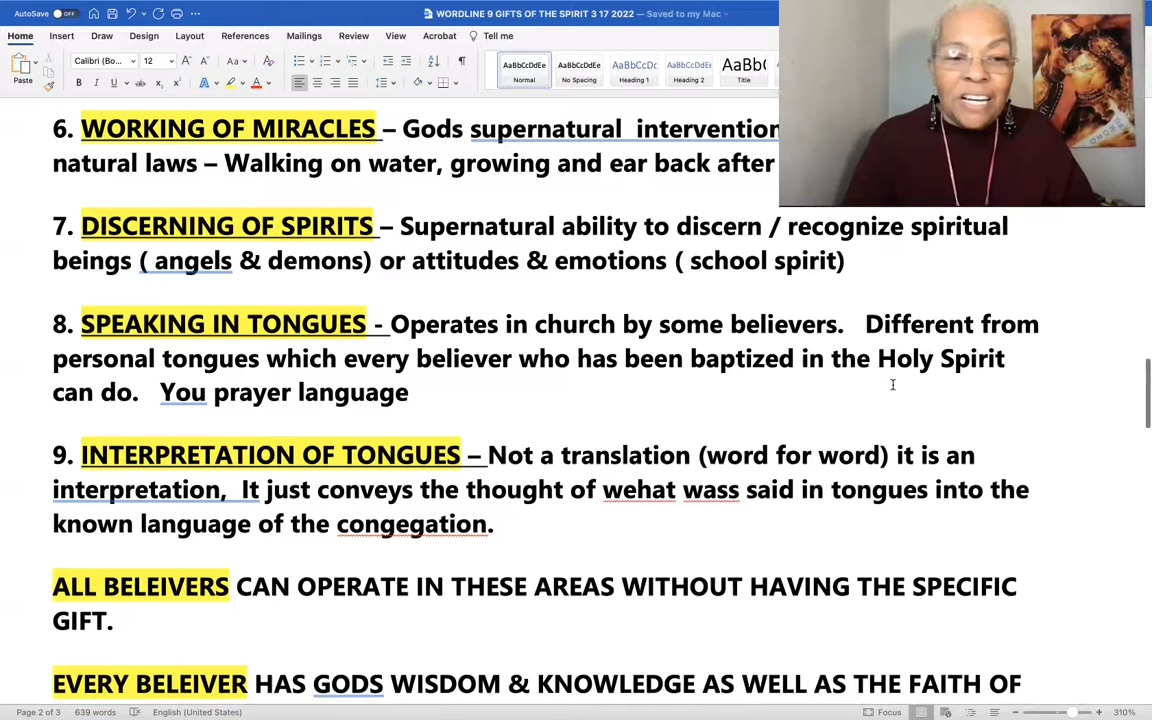 AutoSave OFF WORDLINE 9 GIFTS OF THE SPIRIT 3 17 2022 — Saved to my Mac
Home Insert Draw Design Layout References Mailings Review View Acrobat Tell me
Paste Calibri (Bo... 12 Aa AaBbCcDdEe AaBbCcDdEe AaBbCcDc AaBbCcDdEe AaBb(
B I U ab x x A A Normal No Spacing Heading 1 Heading 2 Title
6. WORKING OF MIRACLES – Gods supernatural intervention
natural laws – Walking on water, growing and ear back after
7. DISCERNING OF SPIRITS – Supernatural ability to discern / recognize spiritual
beings ( angels & demons) or attitudes & emotions ( school spirit)
8. SPEAKING IN TONGUES - Operates in church by some believers. Different from
personal tongues which every believer who has been baptized in the Holy Spirit
can do. You prayer language
9. INTERPRETATION OF TONGUES – Not a translation (word for word) it is an
interpretation, It just conveys the thought of wehat wass said in tongues into the
known language of the congegation.
ALL BELEIVERS CAN OPERATE IN THESE AREAS WITHOUT HAVING THE SPECIFIC
GIFT.
EVERY BELEIVER HAS GODS WISDOM & KNOWLEDGE AS WELL AS THE FAITH OF
Page 2 of 3 639 words English (United States) Focus 310%